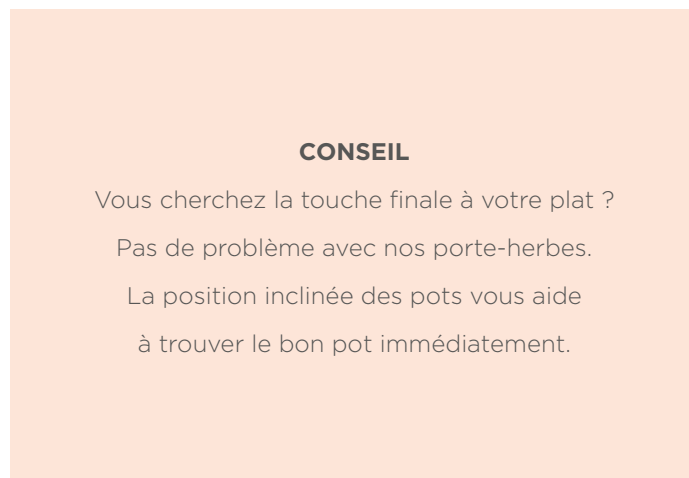 CONSEIL
Vous cherchez la touche finale à votre plat ?
Pas de problème avec nos porte-herbes.
La position inclinée des pots vous aide
à trouver le bon pot immédiatement.